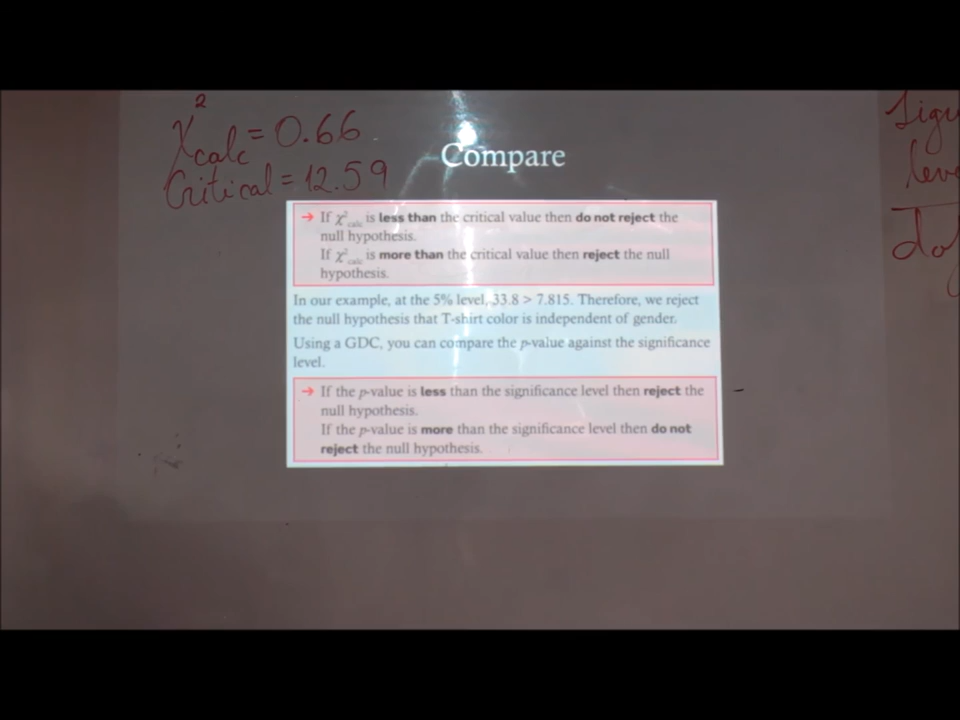 χ²calc = 0.66
Critical = 12.59
Compare
→ If χ²calc is less than the critical value then do not reject the
null hypothesis.
If χ²calc is more than the critical value then reject the null
hypothesis.
In our example, at the 5% level, 33.8 > 7.815. Therefore, we reject
the null hypothesis that T-shirt color is independent of gender.
Using a GDC, you can compare the p-value against the significance
level.
→ If the p-value is less than the significance level then reject the
null hypothesis.
If the p-value is more than the significance level then do not
reject the null hypothesis.